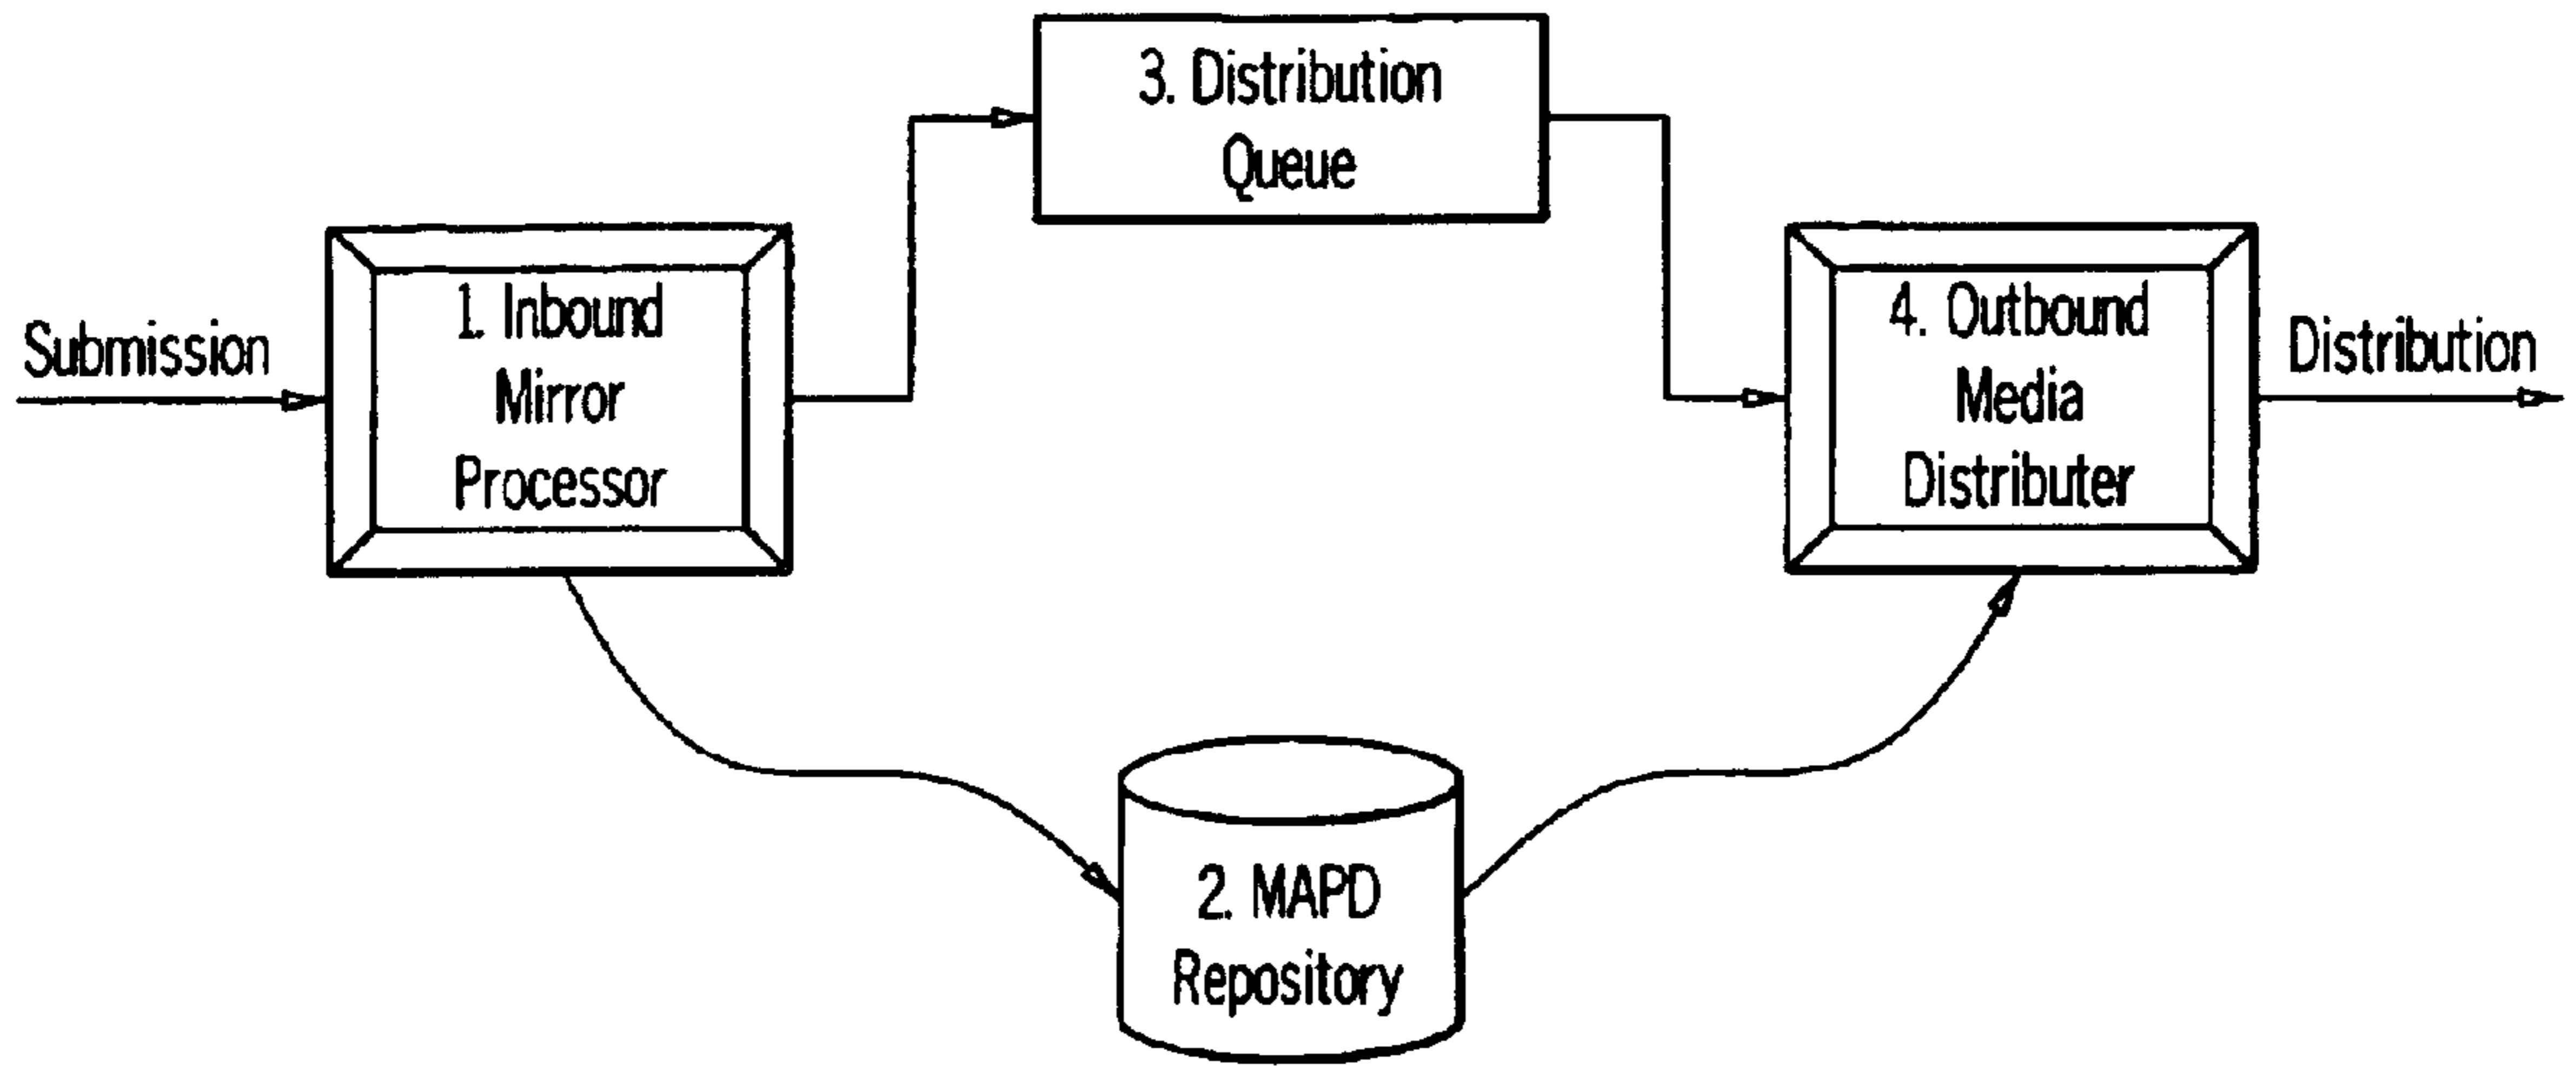 3. Distribution
Queue
Submission
1. Inbound
Mirror
Processor
4. Outbound
Media
Distributer
Distribution
2. MAPD
Repository